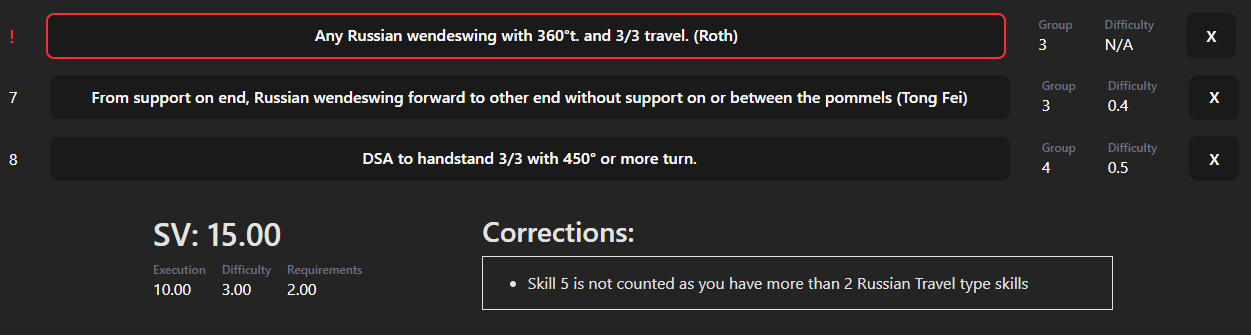 ! Any Russian wendeswing with 360°t. and 3/3 travel. (Roth) Group Difficulty X
3 N/A
7 From support on end, Russian wendeswing forward to other end without support on or between the pommels (Tong Fei) Group Difficulty X
3 0.4
8 DSA to handstand 3/3 with 450° or more turn. Group Difficulty X
4 0.5
SV: 15.00
Execution Difficulty Requirements
10.00 3.00 2.00
Corrections:
• Skill 5 is not counted as you have more than 2 Russian Travel type skills